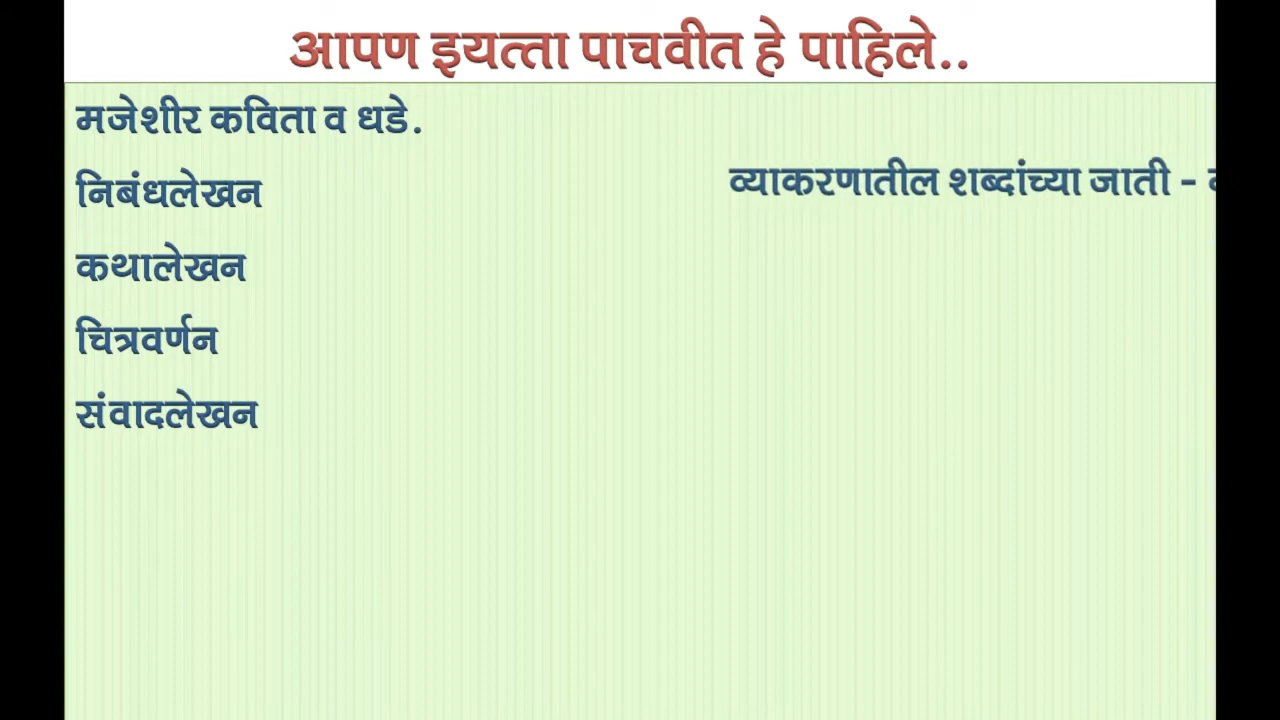 आपण इयत्ता पाचवीत हे पाहिले..
मजेशीर कविता व धडे.
निबंधलेखन
कथालेखन
चित्रवर्णन
संवादलेखन
व्याकरणातील शब्दांच्या जाती -